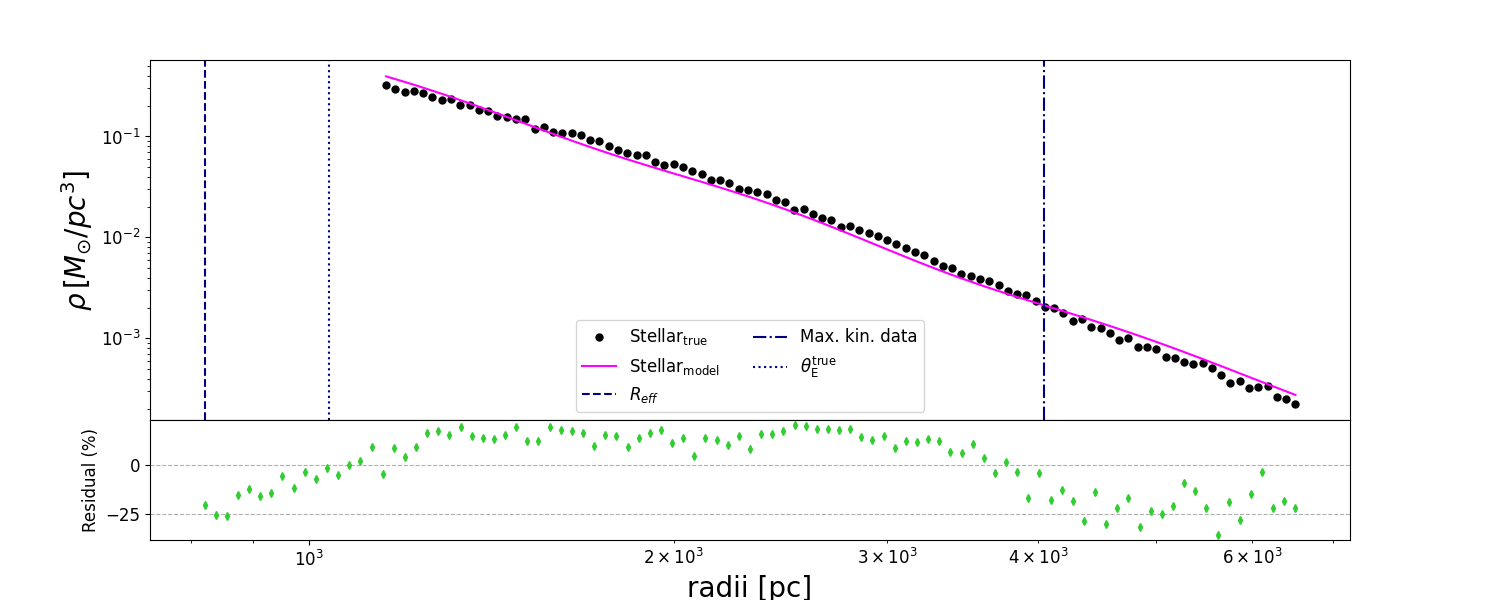 ρ [M⊙/pc³]
10⁻¹
10⁻²
10⁻³
Stellar_true
Stellar_model
R_eff
Max. kin. data
θ_E^true
Residual (%)
0
−25
10³
2 × 10³
3 × 10³
4 × 10³
6 × 10³
radii [pc]